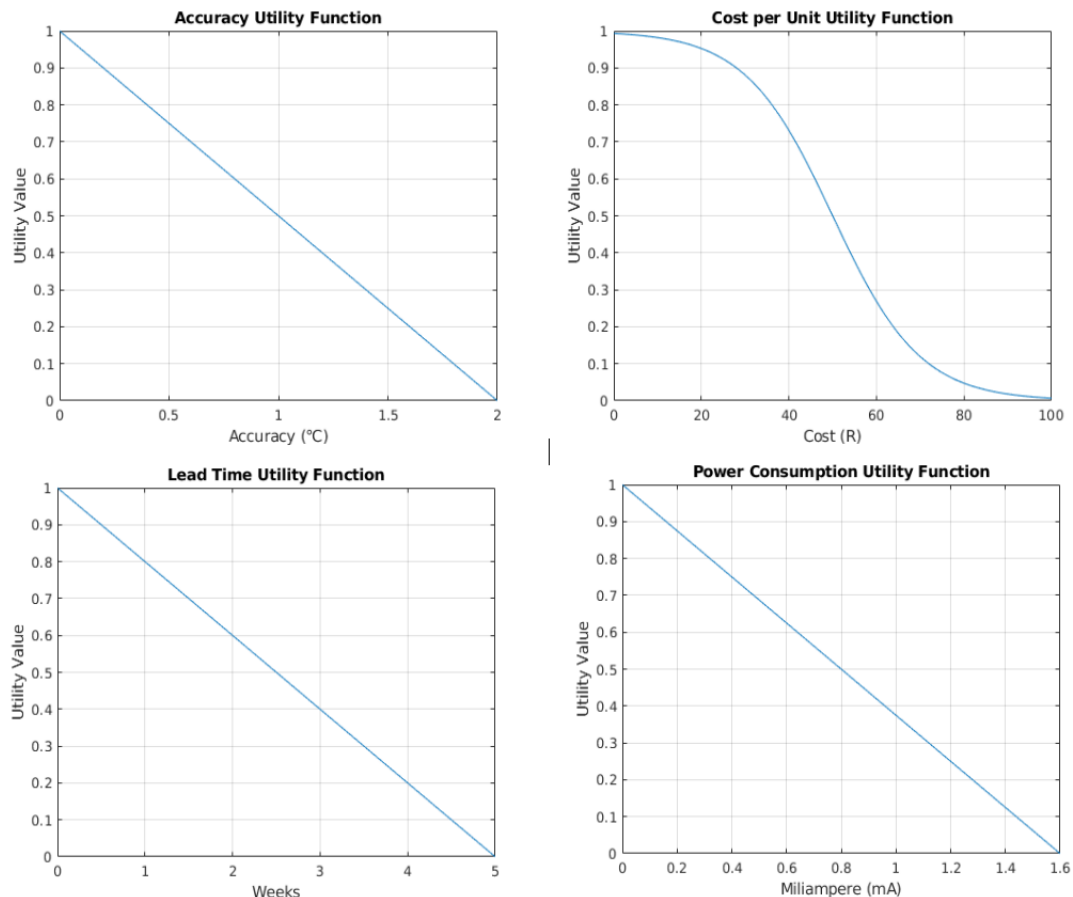 Accuracy Utility Function
Utility Value
1
0.9
0.8
0.7
0.6
0.5
0.4
0.3
0.2
0.1
0
0 0.5 1 1.5 2
Accuracy (°C)
Cost per Unit Utility Function
Utility Value
1
0.9
0.8
0.7
0.6
0.5
0.4
0.3
0.2
0.1
0
0 20 40 60 80 100
Cost (R)
Lead Time Utility Function
Utility Value
1
0.9
0.8
0.7
0.6
0.5
0.4
0.3
0.2
0.1
0
0 1 2 3 4 5
Weeks
Power Consumption Utility Function
Utility Value
1
0.9
0.8
0.7
0.6
0.5
0.4
0.3
0.2
0.1
0
0 0.2 0.4 0.6 0.8 1.0 1.2 1.4 1.6
Miliampere (mA)